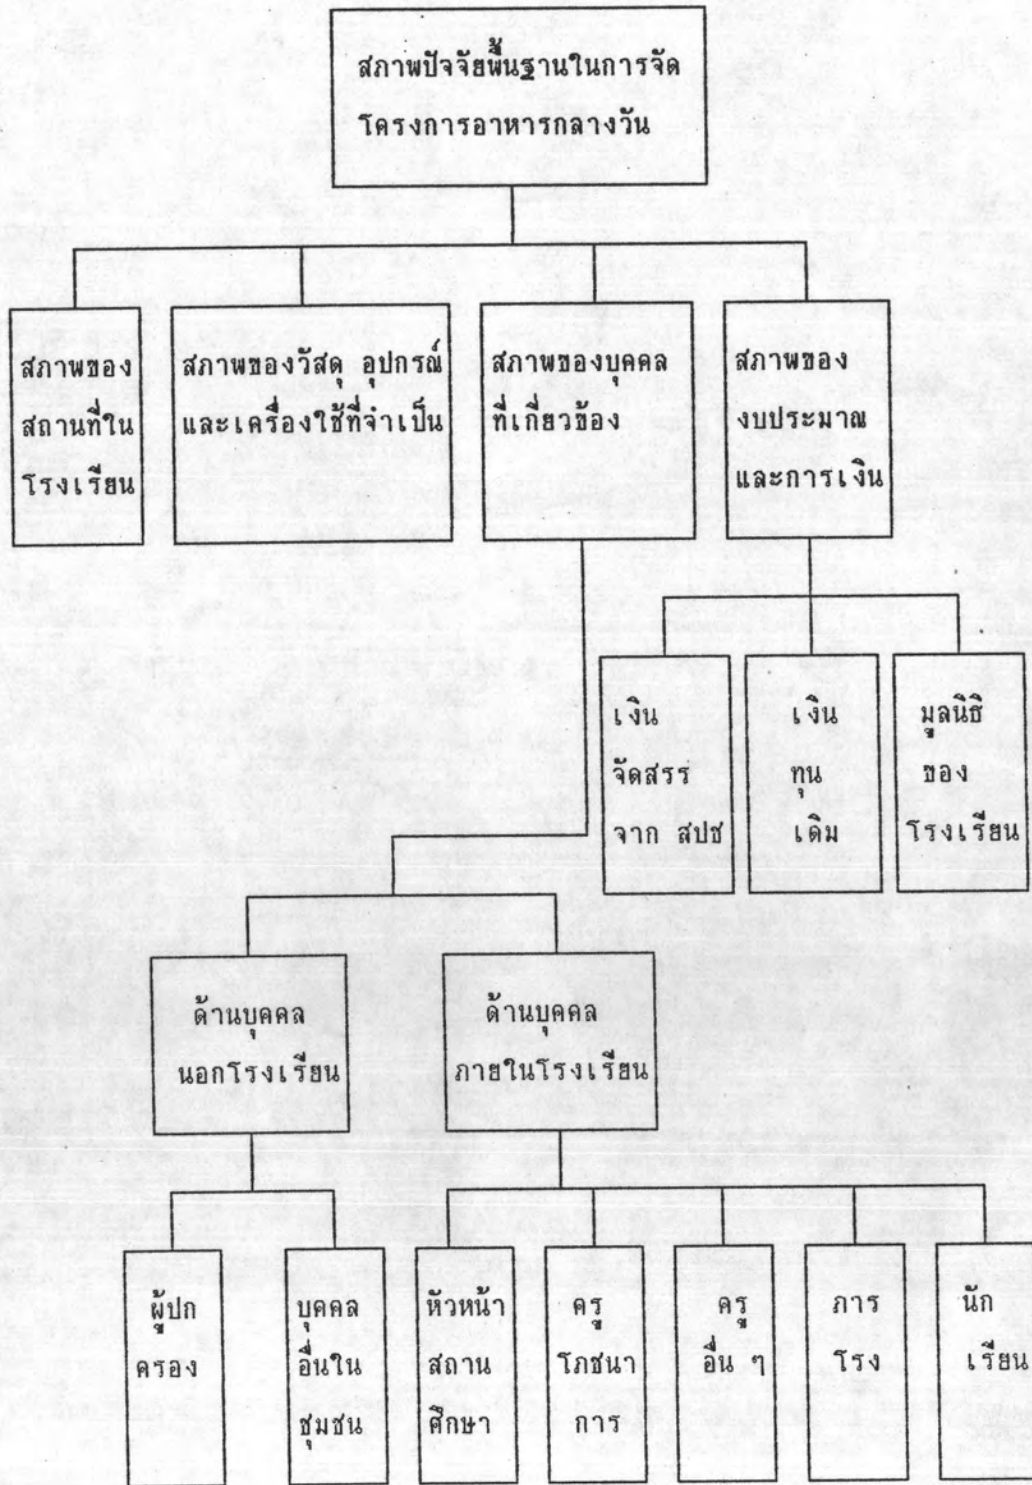 สภาพปัจจัยพื้นฐานในการจัด
โครงการอาหารกลางวัน
สภาพของ
สถานที่ใน
โรงเรียน
สภาพของวัสดุ อุปกรณ์
และเครื่องใช้ที่จำเป็น
สภาพของบุคคล
ที่เกี่ยวข้อง
สภาพของ
งบประมาณ
และการเงิน
เงิน
จัดสรร
จาก สปช
เงิน
ทุน
เดิม
มูลนิธิ
ของ
โรงเรียน
ด้านบุคคล
นอกโรงเรียน
ด้านบุคคล
ภายในโรงเรียน
ผู้ปก
ครอง
บุคคล
อื่นใน
ชุมชน
หัวหน้า
สถาน
ศึกษา
ครู
โภชนา
การ
ครู
อื่น ๆ
ภาร
โรง
นัก
เรียน